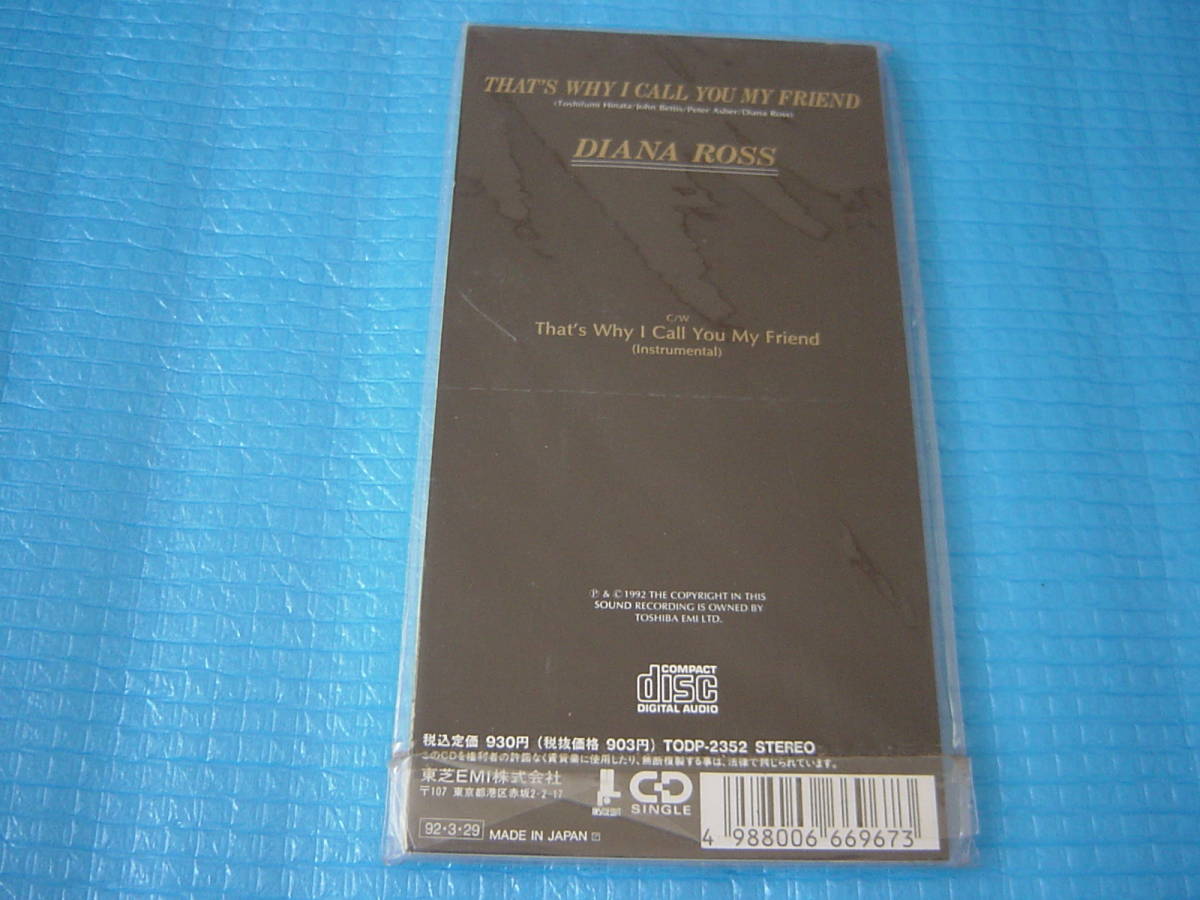 THAT'S WHY I CALL YOU MY FRIEND
(Toshifumi Hinata/John Bettis/Peter Asher/Diana Ross)
DIANA ROSS
C/W
That's Why I Call You My Friend
(Instrumental)
℗ & © 1992 THE COPYRIGHT IN THIS
SOUND RECORDING IS OWNED BY
TOSHIBA EMI LTD.
COMPACT
disc
DIGITAL AUDIO
税込定価 930円 (税抜価格 903円) TODP-2352 STEREO
このCDを権利者の許諾なく賃貸業に使用したり、無断複製する事は、法律で禁じられています。
東芝EMI株式会社
〒107 東京都港区赤坂2-2-17
CD
SINGLE
92・3・29 MADE IN JAPAN
4 988006 669673